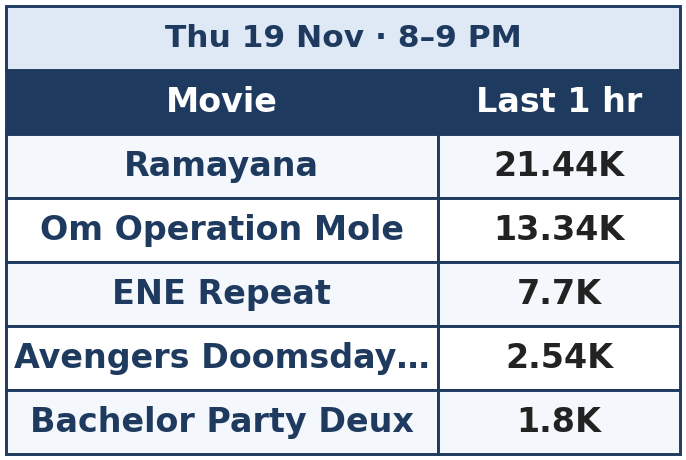 Thu 19 Nov · 8–9 PM
Movie Last 1 hr
Ramayana 21.44K
Om Operation Mole 13.34K
ENE Repeat 7.7K
Avengers Doomsday... 2.54K
Bachelor Party Deux 1.8K